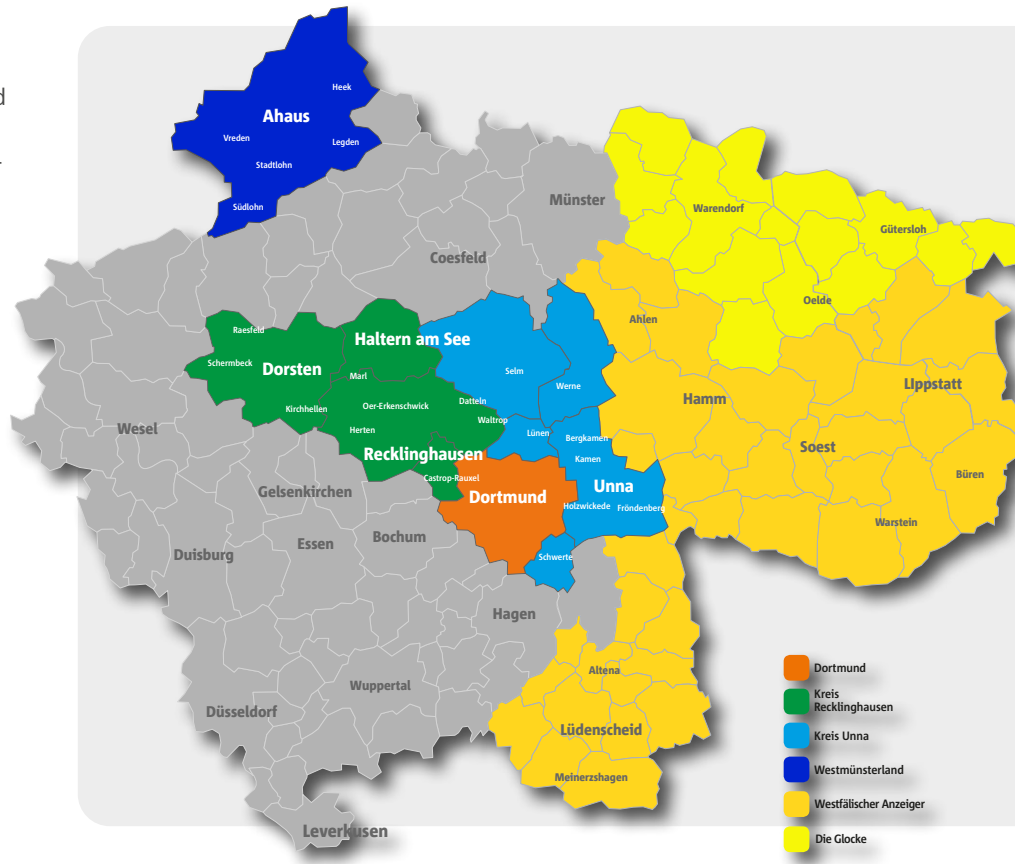 d
Heek
Ahaus
Vreden
Legden
Stadtlohn
Südlohn
Münster
Warendorf
Gütersloh
Coesfeld
Oelde
Ahlen
Raesfeld
Haltern am See
Schermbeck
Dorsten
Marl
Selm
Werne
LIppstatt
Hamm
Oer-Erkenschwick
Datteln
Kirchhellen
Waltrop
Wesel
Herten
Lünen
Bergkamen
Soest
Recklinghausen
Kamen
Castrop-Rauxel
Büren
Gelsenkirchen
Dortmund
Unna
Holzwickede
Fröndenberg
Warstein
Essen
Bochum
Duisburg
Schwerte
Hagen
Altena
Wuppertal
Düsseldorf
Lüdenscheid
Meinerzshagen
Leverkusen
Dortmund
Kreis
Recklinghausen
Kreis Unna
Westmünsterland
Westfälischer Anzeiger
Die Glocke